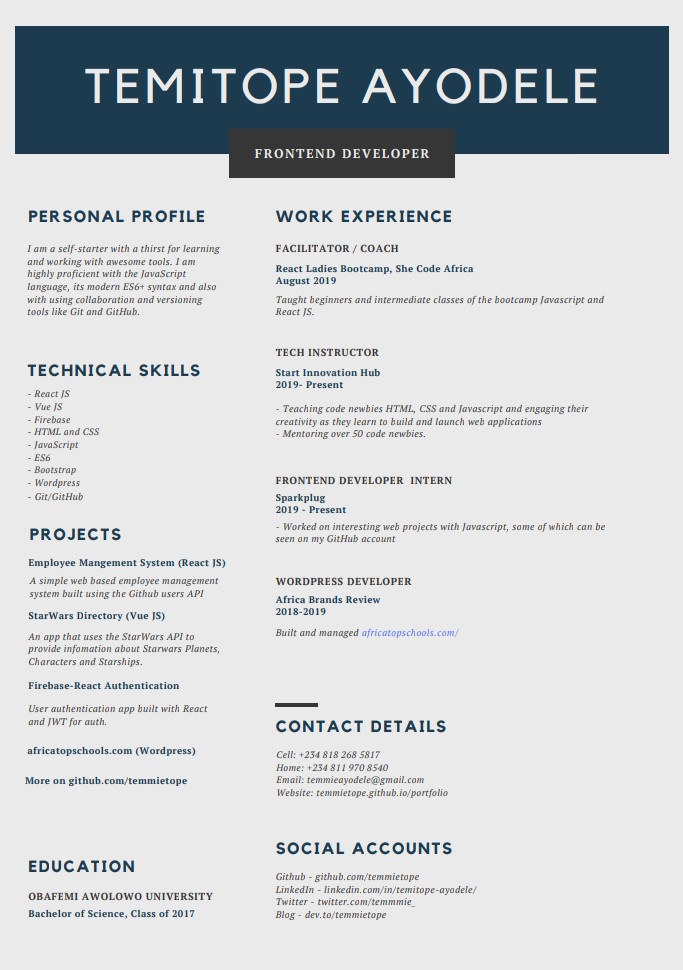 TEMITOPE AYODELE
FRONTEND DEVELOPER
PERSONAL PROFILE
I am a self-starter with a thirst for learning
and working with awesome tools. I am
highly proficient with the JavaScript
language, its modern ES6+ syntax and also
with using collaboration and versioning
tools like Git and GitHub.
TECHNICAL SKILLS
- React JS
- Vue JS
- Firebase
- HTML and CSS
- JavaScript
- ES6
- Bootstrap
- Wordpress
- Git/GitHub
PROJECTS
Employee Mangement System (React JS)
A simple web based employee management
system built using the Github users API
StarWars Directory (Vue JS)
An app that uses the StarWars API to
provide infomation about Starwars Planets,
Characters and Starships.
Firebase-React Authentication
User authentication app built with React
and JWT for auth.
africatopschools.com (Wordpress)
More on github.com/temmietope
EDUCATION
OBAFEMI AWOLOWO UNIVERSITY
Bachelor of Science, Class of 2017
WORK EXPERIENCE
FACILITATOR / COACH
React Ladies Bootcamp, She Code Africa
August 2019
Taught beginners and intermediate classes of the bootcamp Javascript and
React JS.
TECH INSTRUCTOR
Start Innovation Hub
2019- Present
- Teaching code newbies HTML, CSS and Javascript and engaging their
creativity as they learn to build and launch web applications
- Mentoring over 50 code newbies.
FRONTEND DEVELOPER INTERN
Sparkplug
2019 - Present
- Worked on interesting web projects with Javascript, some of which can be
seen on my GitHub account
WORDPRESS DEVELOPER
Africa Brands Review
2018-2019
Built and managed africatopschools.com/
CONTACT DETAILS
Cell: +234 818 268 5817
Home: +234 811 970 8540
Email: temmieayodele@gmail.com
Website: temmietope.github.io/portfolio
SOCIAL ACCOUNTS
Github - github.com/temmietope
LinkedIn - linkedin.com/in/temitope-ayodele/
Twitter - twitter.com/temmmie_
Blog - dev.to/temmietope